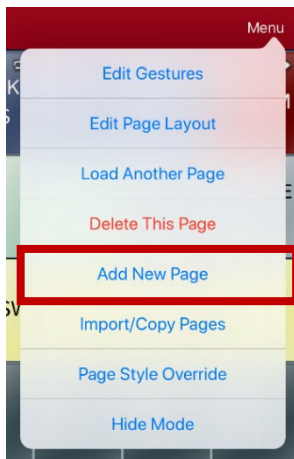 Menu
Edit Gestures
Edit Page Layout
Load Another Page
Delete This Page
Add New Page
Import/Copy Pages
Page Style Override
Hide Mode